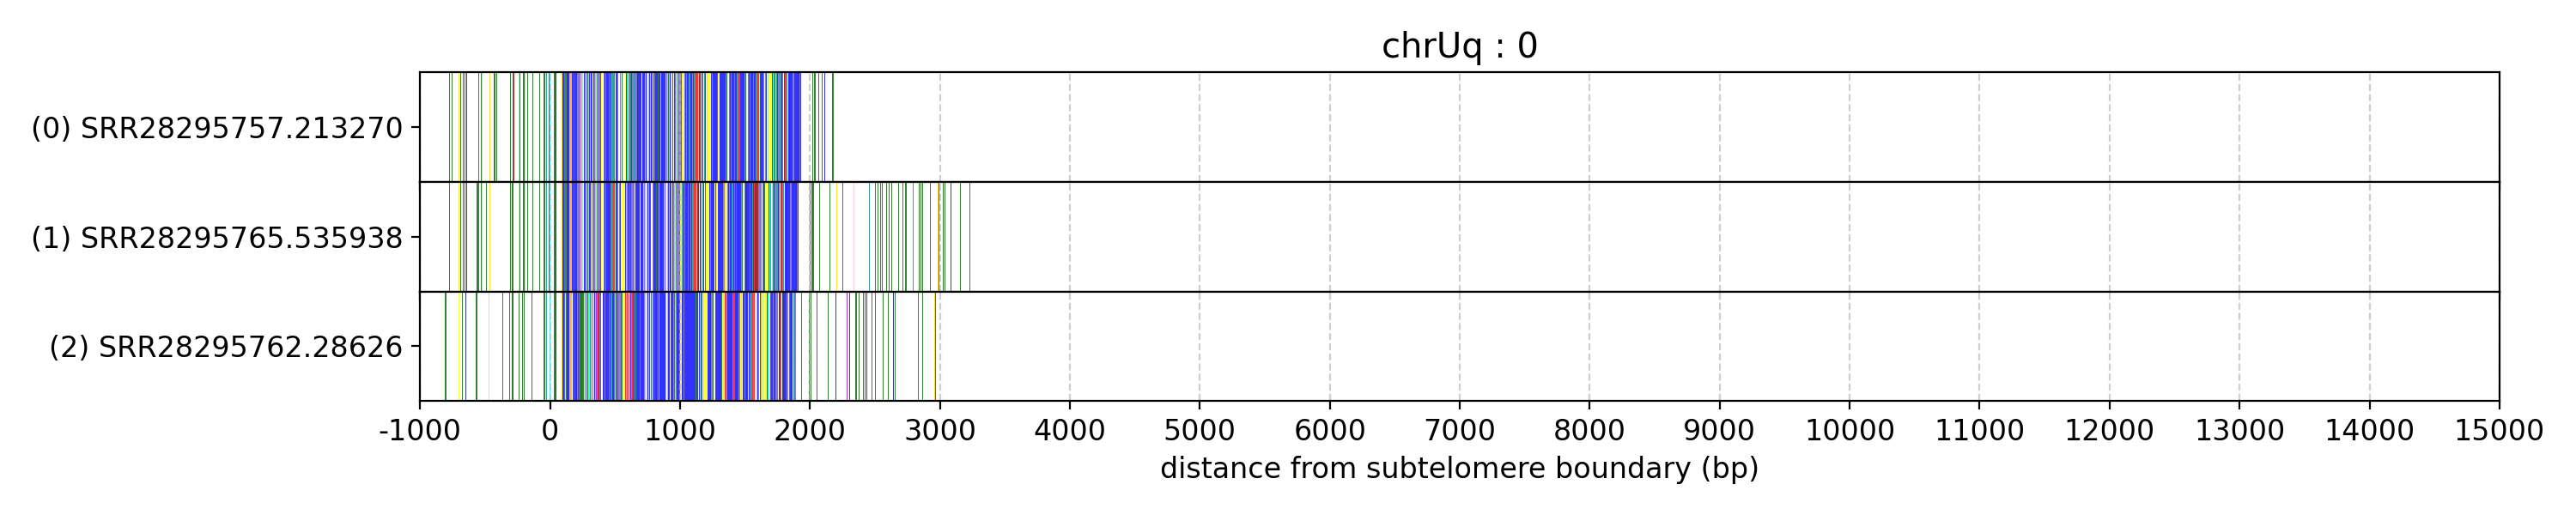 chrUq : 0
(0) SRR28295757.213270
(1) SRR28295765.535938
(2) SRR28295762.28626
-1000 0 1000 2000 3000 4000 5000 6000 7000 8000 9000 10000 11000 12000 13000 14000 15000
distance from subtelomere boundary (bp)